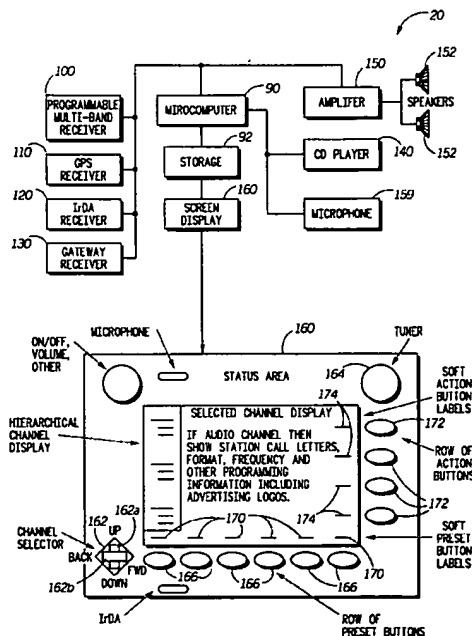 20
100
PROGRAMMABLE
MULTI-BAND
RECEIVER
90
MIROCOMPUTER
150
AMPLIFER
152
SPEAKERS
152
110
GPS
RECEIVER
92
STORAGE
140
CD PLAYER
120
IrDA
RECEIVER
160
SCREEN
DISPLAY
159
MICROPHONE
130
GATEWAY
RECEIVER
ON/OFF,
VOLUME,
OTHER
MICROPHONE
160
STATUS AREA
TUNER
164
SOFT
ACTION
BUTTON
LABELS
174
172
HIERARCHICAL
CHANNEL
DISPLAY
SELECTED CHANNEL DISPLAY
IF AUDIO CHANNEL THEN
SHOW STATION CALL LETTERS,
FORMAT, FREQUENCY AND
OTHER PROGRAMMING
INFORMATION INCLUDING
ADVERTISING LOGOS.
ROW OF
ACTION
BUTTONS
172
174
172
CHANNEL
SELECTOR
162
162a
UP
BACK
FWD
DOWN
162b
170
170
SOFT
PRESET
BUTTON
LABELS
166
166
166
IrDA
ROW OF
PRESET BUTTONS